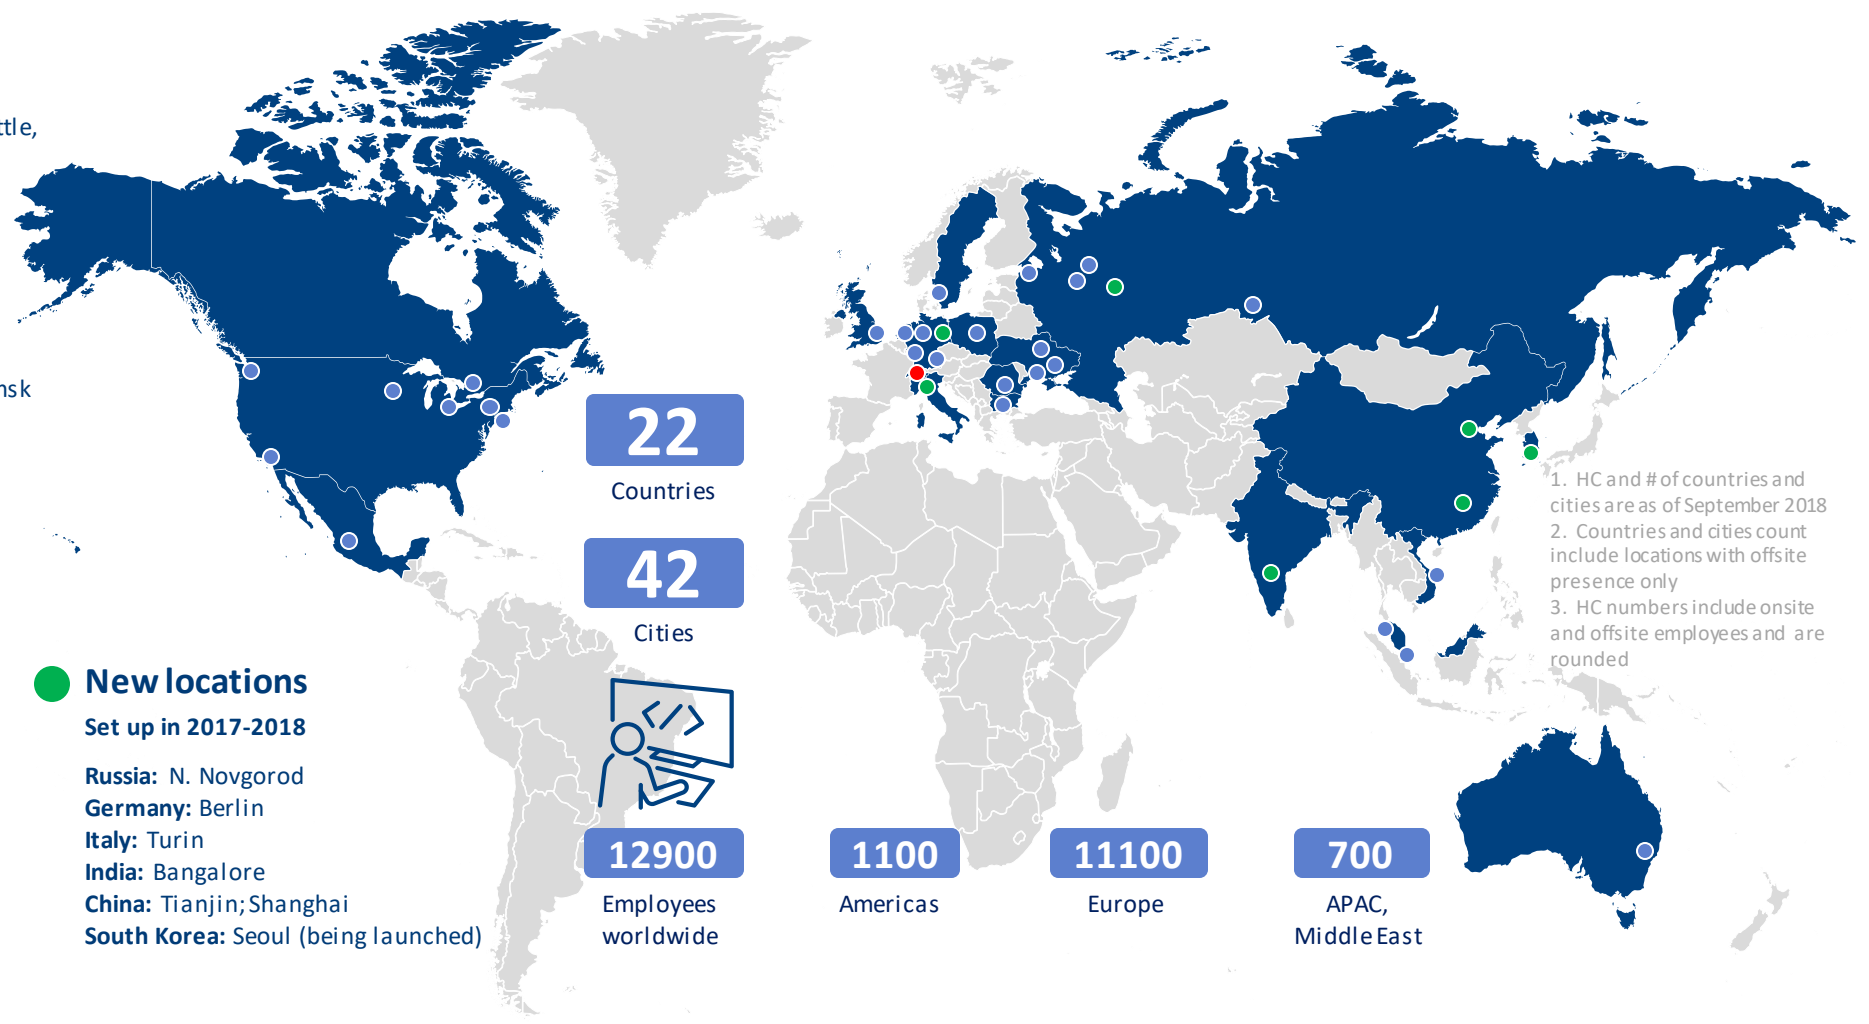 ttle,
nsk
22
Countries
42
Cities
1. HC and # of countries and
cities are as of September 2018
2. Countries and cities count
include locations with offsite
presence only
3. HC numbers include onsite
and offsite employees and are
rounded
New locations
Set up in 2017-2018
Russia: N. Novgorod
Germany: Berlin
Italy: Turin
India: Bangalore
China: Tianjin; Shanghai
South Korea: Seoul (being launched)
12900
Employees
worldwide
1100
Americas
11100
Europe
700
APAC,
Middle East